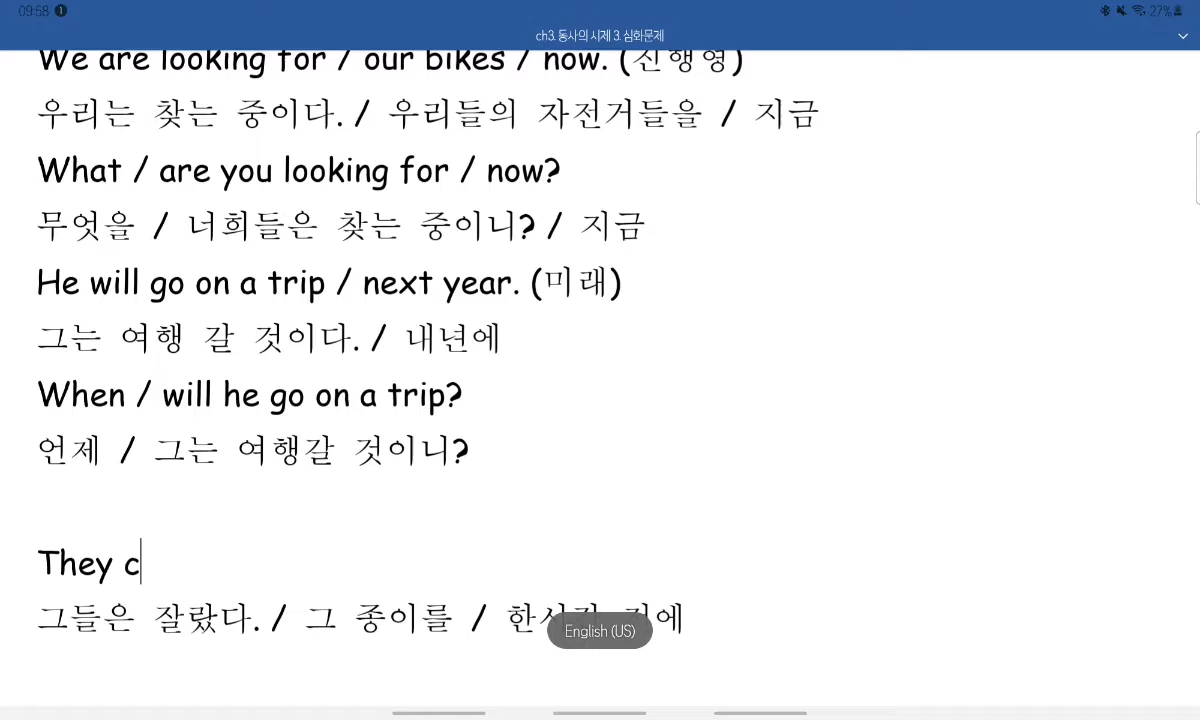 09:58
27%
ch3. 동사의 시제 3. 심화문제
We are looking for / our bikes / now. (진행형)
우리는 찾는 중이다. / 우리들의 자전거들을 / 지금
What / are you looking for / now?
무엇을 / 너희들은 찾는 중이니? / 지금
He will go on a trip / next year. (미래)
그는 여행 갈 것이다. / 내년에
When / will he go on a trip?
언제 / 그는 여행갈 것이니?
They c
그들은 잘랐다. / 그 종이를 / 한시간 전에
English (US)